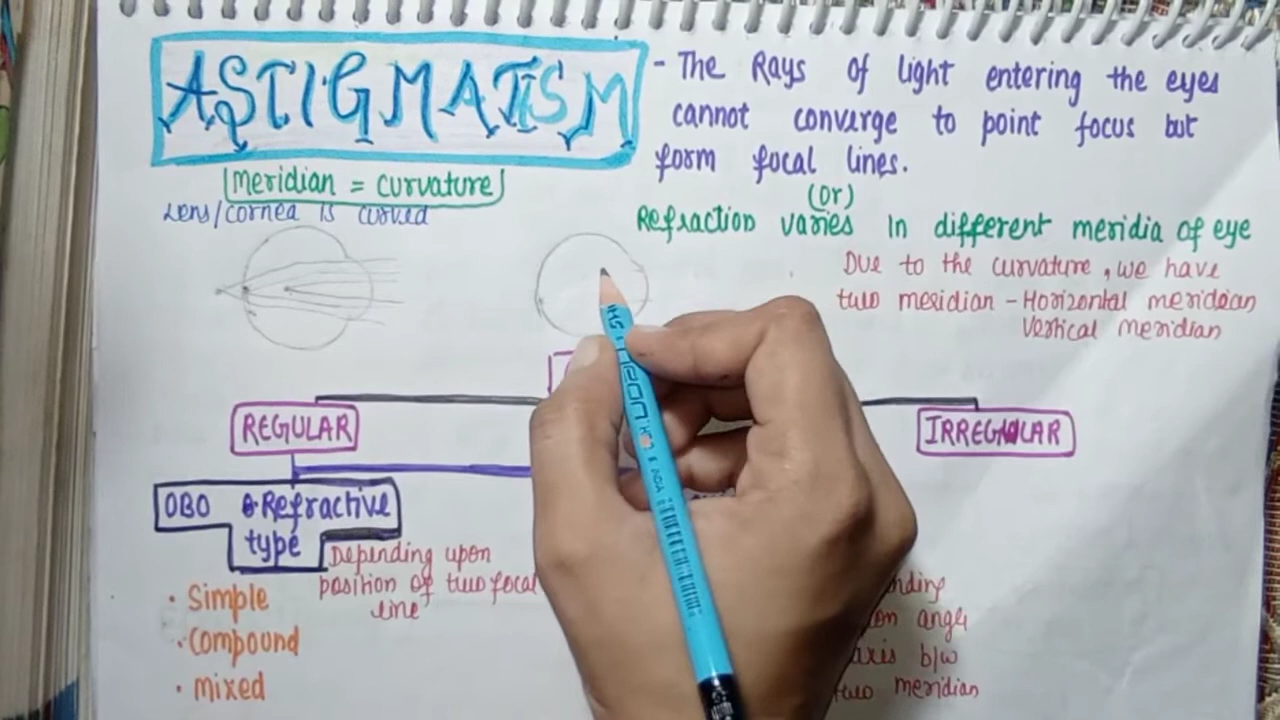 ASTIGMATISM
- The Rays of light entering the eyes
cannot converge to point focus but
form focal lines.
(Or)
Refraction varies in different meridia of eye
Meridian = curvature
Lens/cornea is curved
Due to the curvature, we have
two meridian - Horizontal meridian
Vertical meridian
REGULAR
IRREGULAR
OBO Refractive
type
Depending upon
position of two focal
line
• Simple
• Compound
• mixed
angle
axis b/w
two meridian